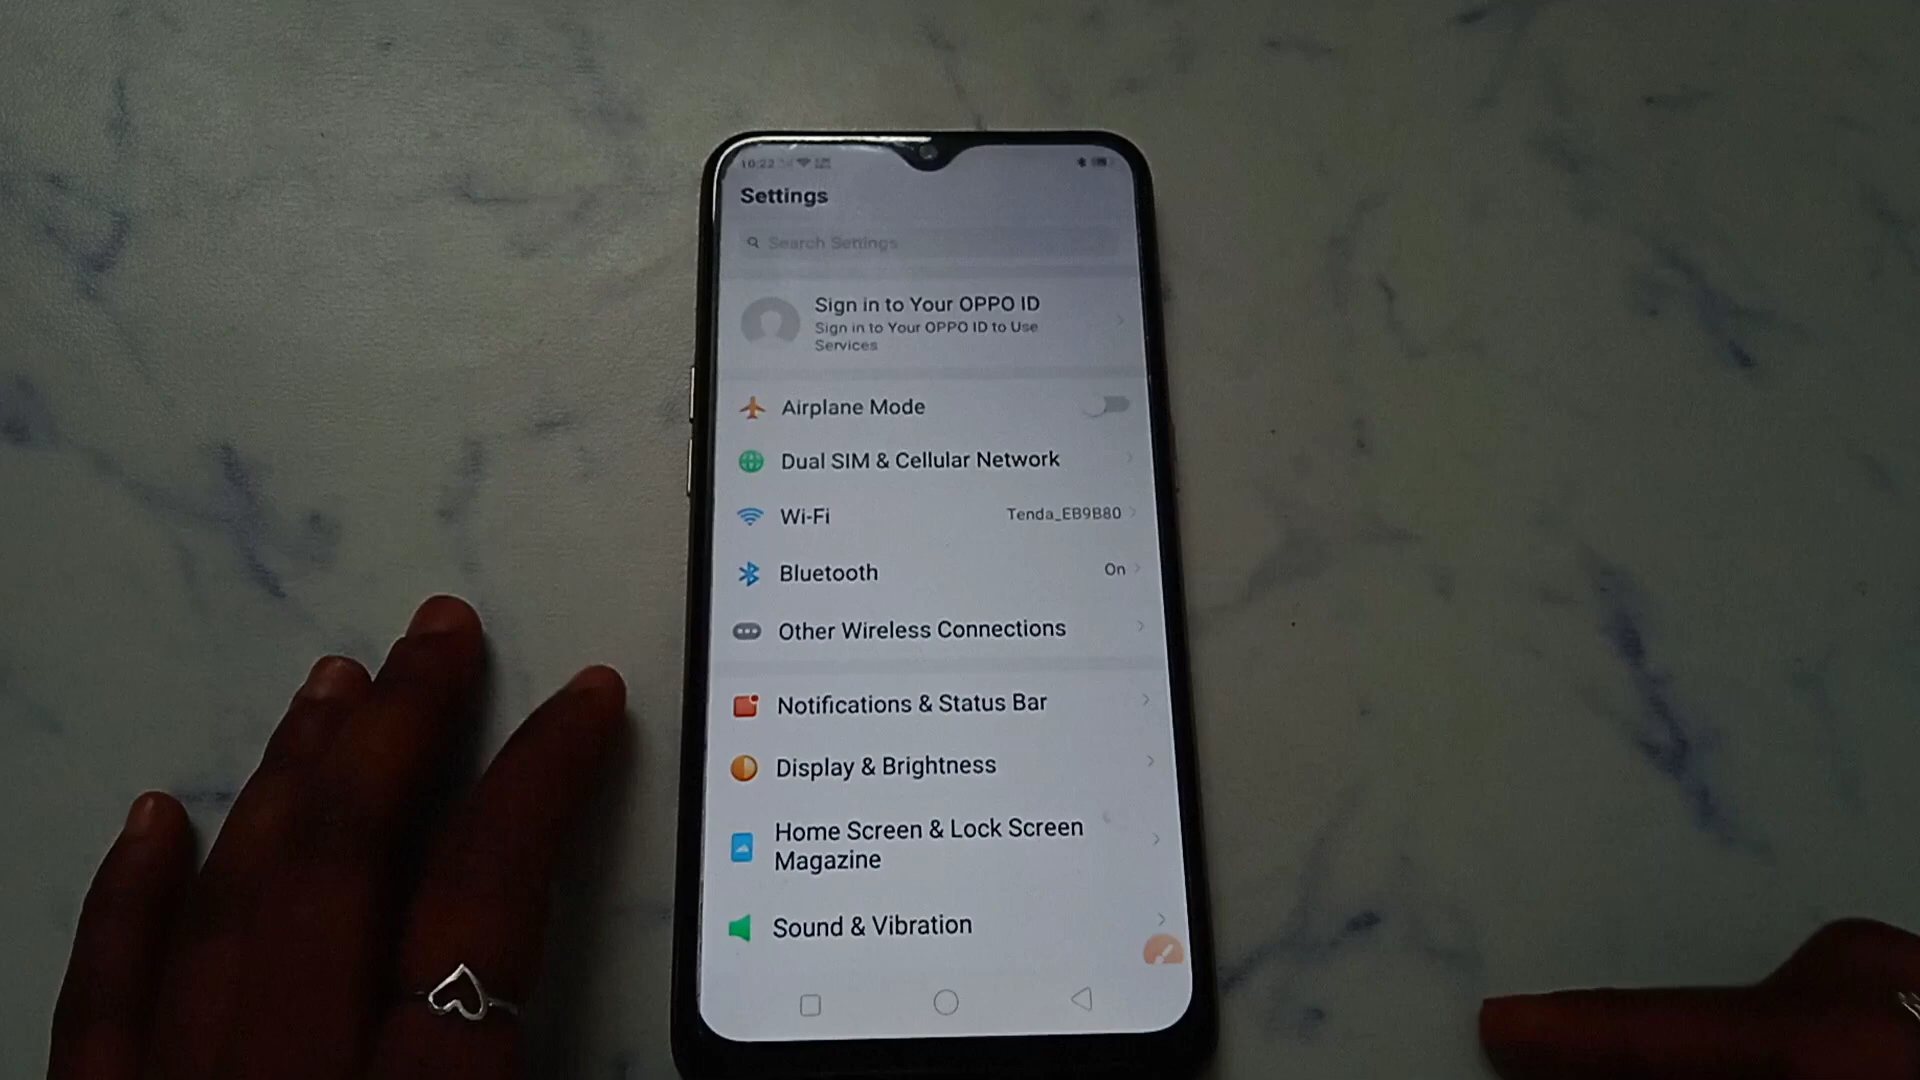 10:22
Settings
Search Settings
Sign in to Your OPPO ID
Sign in to Your OPPO ID to Use
Services
Airplane Mode
Dual SIM & Cellular Network
Wi-Fi Tenda_EB9B80
Bluetooth On
Other Wireless Connections
Notifications & Status Bar
Display & Brightness
Home Screen & Lock Screen
Magazine
Sound & Vibration